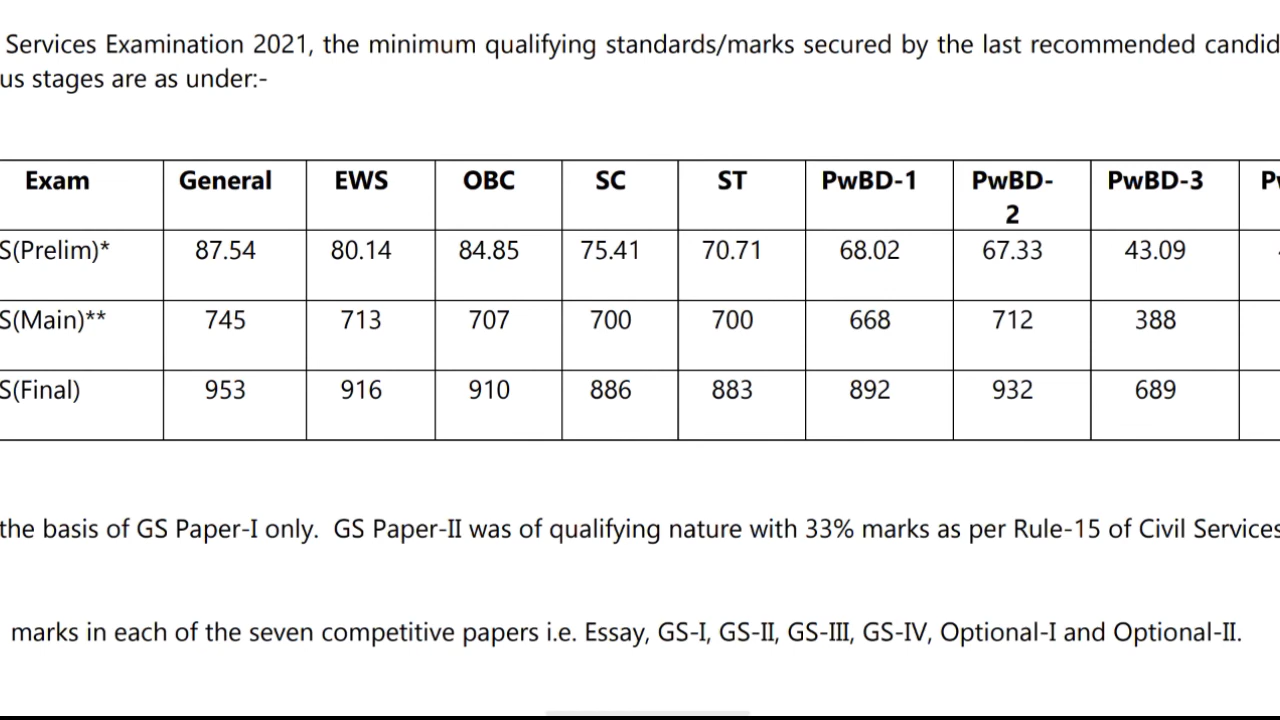 Services Examination 2021, the minimum qualifying standards/marks secured by the last recommended candid
us stages are as under:-
Exam General EWS OBC SC ST PwBD-1 PwBD-2 PwBD-3
S(Prelim)* 87.54 80.14 84.85 75.41 70.71 68.02 67.33 43.09
S(Main)** 745 713 707 700 700 668 712 388
S(Final) 953 916 910 886 883 892 932 689
the basis of GS Paper-I only. GS Paper-II was of qualifying nature with 33% marks as per Rule-15 of Civil Services
marks in each of the seven competitive papers i.e. Essay, GS-I, GS-II, GS-III, GS-IV, Optional-I and Optional-II.